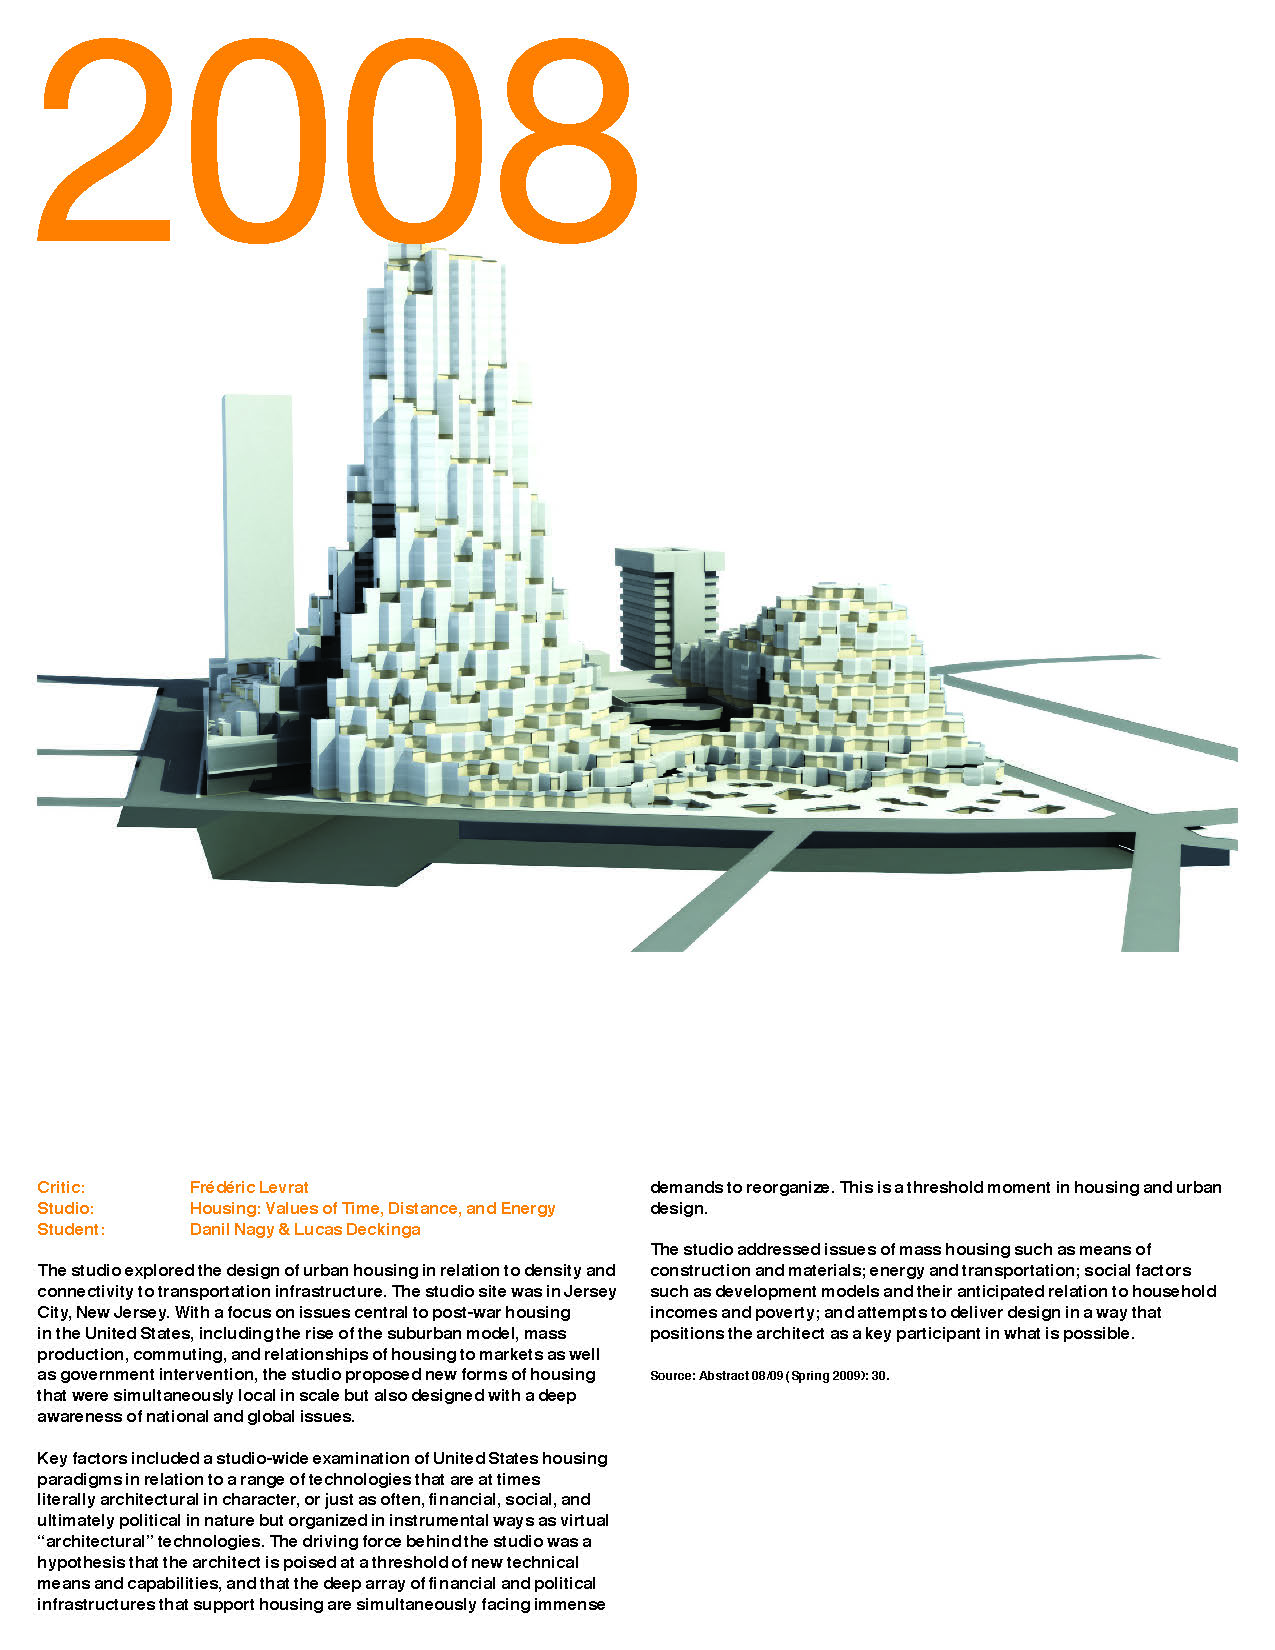 2008
Critic: Frédéric Levrat
Studio: Housing: Values of Time, Distance, and Energy
Student: Danil Nagy & Lucas Deckinga
The studio explored the design of urban housing in relation to density and
connectivity to transportation infrastructure. The studio site was in Jersey
City, New Jersey. With a focus on issues central to post-war housing
in the United States, including the rise of the suburban model, mass
production, commuting, and relationships of housing to markets as well
as government intervention, the studio proposed new forms of housing
that were simultaneously local in scale but also designed with a deep
awareness of national and global issues.
Key factors included a studio-wide examination of United States housing
paradigms in relation to a range of technologies that are at times
literally architectural in character, or just as often, financial, social, and
ultimately political in nature but organized in instrumental ways as virtual
“architectural” technologies. The driving force behind the studio was a
hypothesis that the architect is poised at a threshold of new technical
means and capabilities, and that the deep array of financial and political
infrastructures that support housing are simultaneously facing immense
demands to reorganize. This is a threshold moment in housing and urban
design.
The studio addressed issues of mass housing such as means of
construction and materials; energy and transportation; social factors
such as development models and their anticipated relation to household
incomes and poverty; and attempts to deliver design in a way that
positions the architect as a key participant in what is possible.
Source: Abstract 08/09 (Spring 2009): 30.